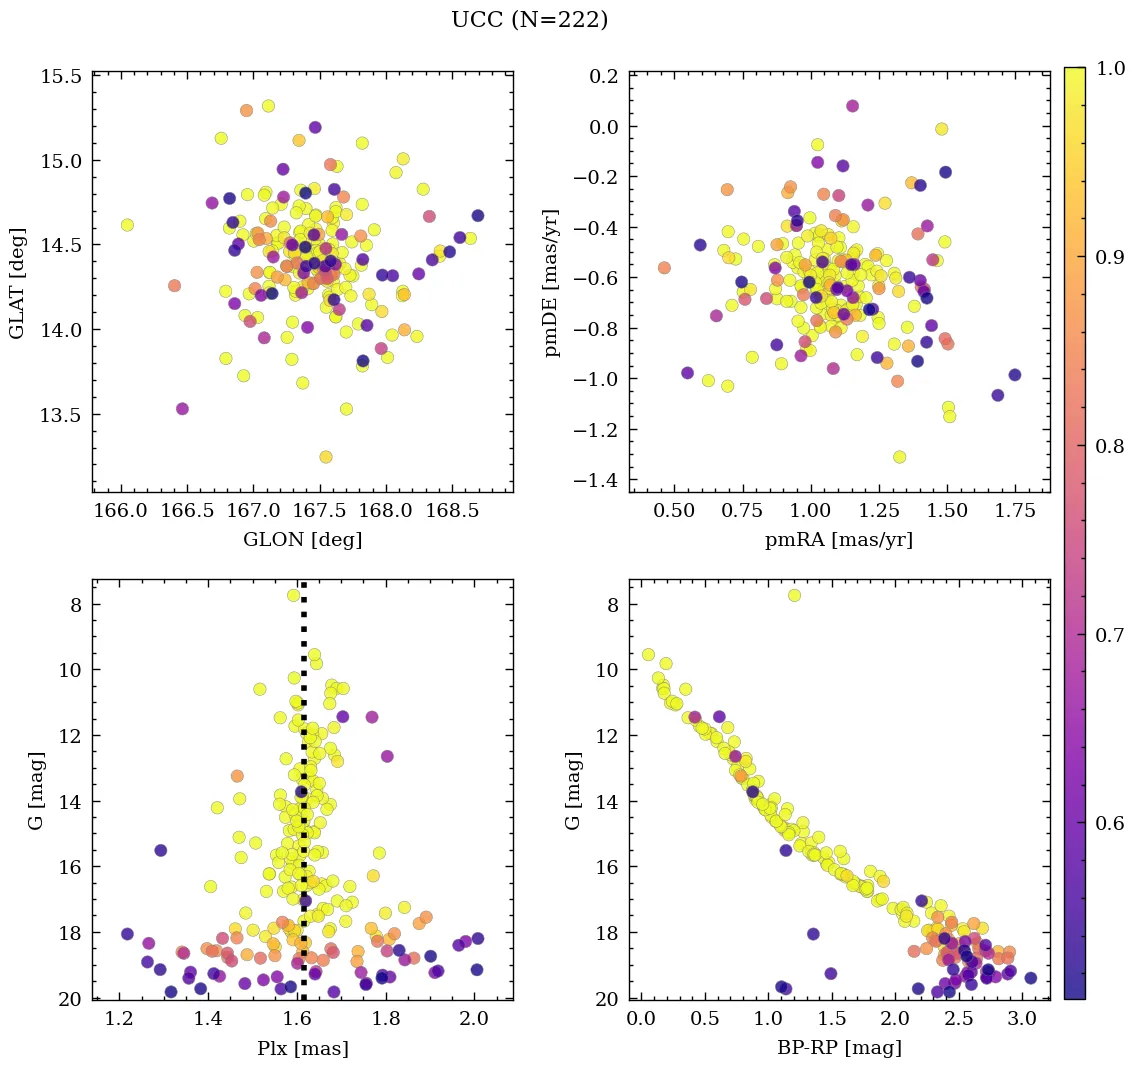 UCC (N=222)
15.5
15.0
14.5
14.0
13.5
GLAT [deg]
166.0 166.5 167.0 167.5 168.0 168.5
GLON [deg]
0.2
0.0
−0.2
−0.4
−0.6
−0.8
−1.0
−1.2
−1.4
pmDE [mas/yr]
0.50 0.75 1.00 1.25 1.50 1.75
pmRA [mas/yr]
8
10
12
14
16
18
20
G [mag]
1.2 1.4 1.6 1.8 2.0
Plx [mas]
8
10
12
14
16
18
20
G [mag]
0.0 0.5 1.0 1.5 2.0 2.5 3.0
BP-RP [mag]
1.0
0.9
0.8
0.7
0.6